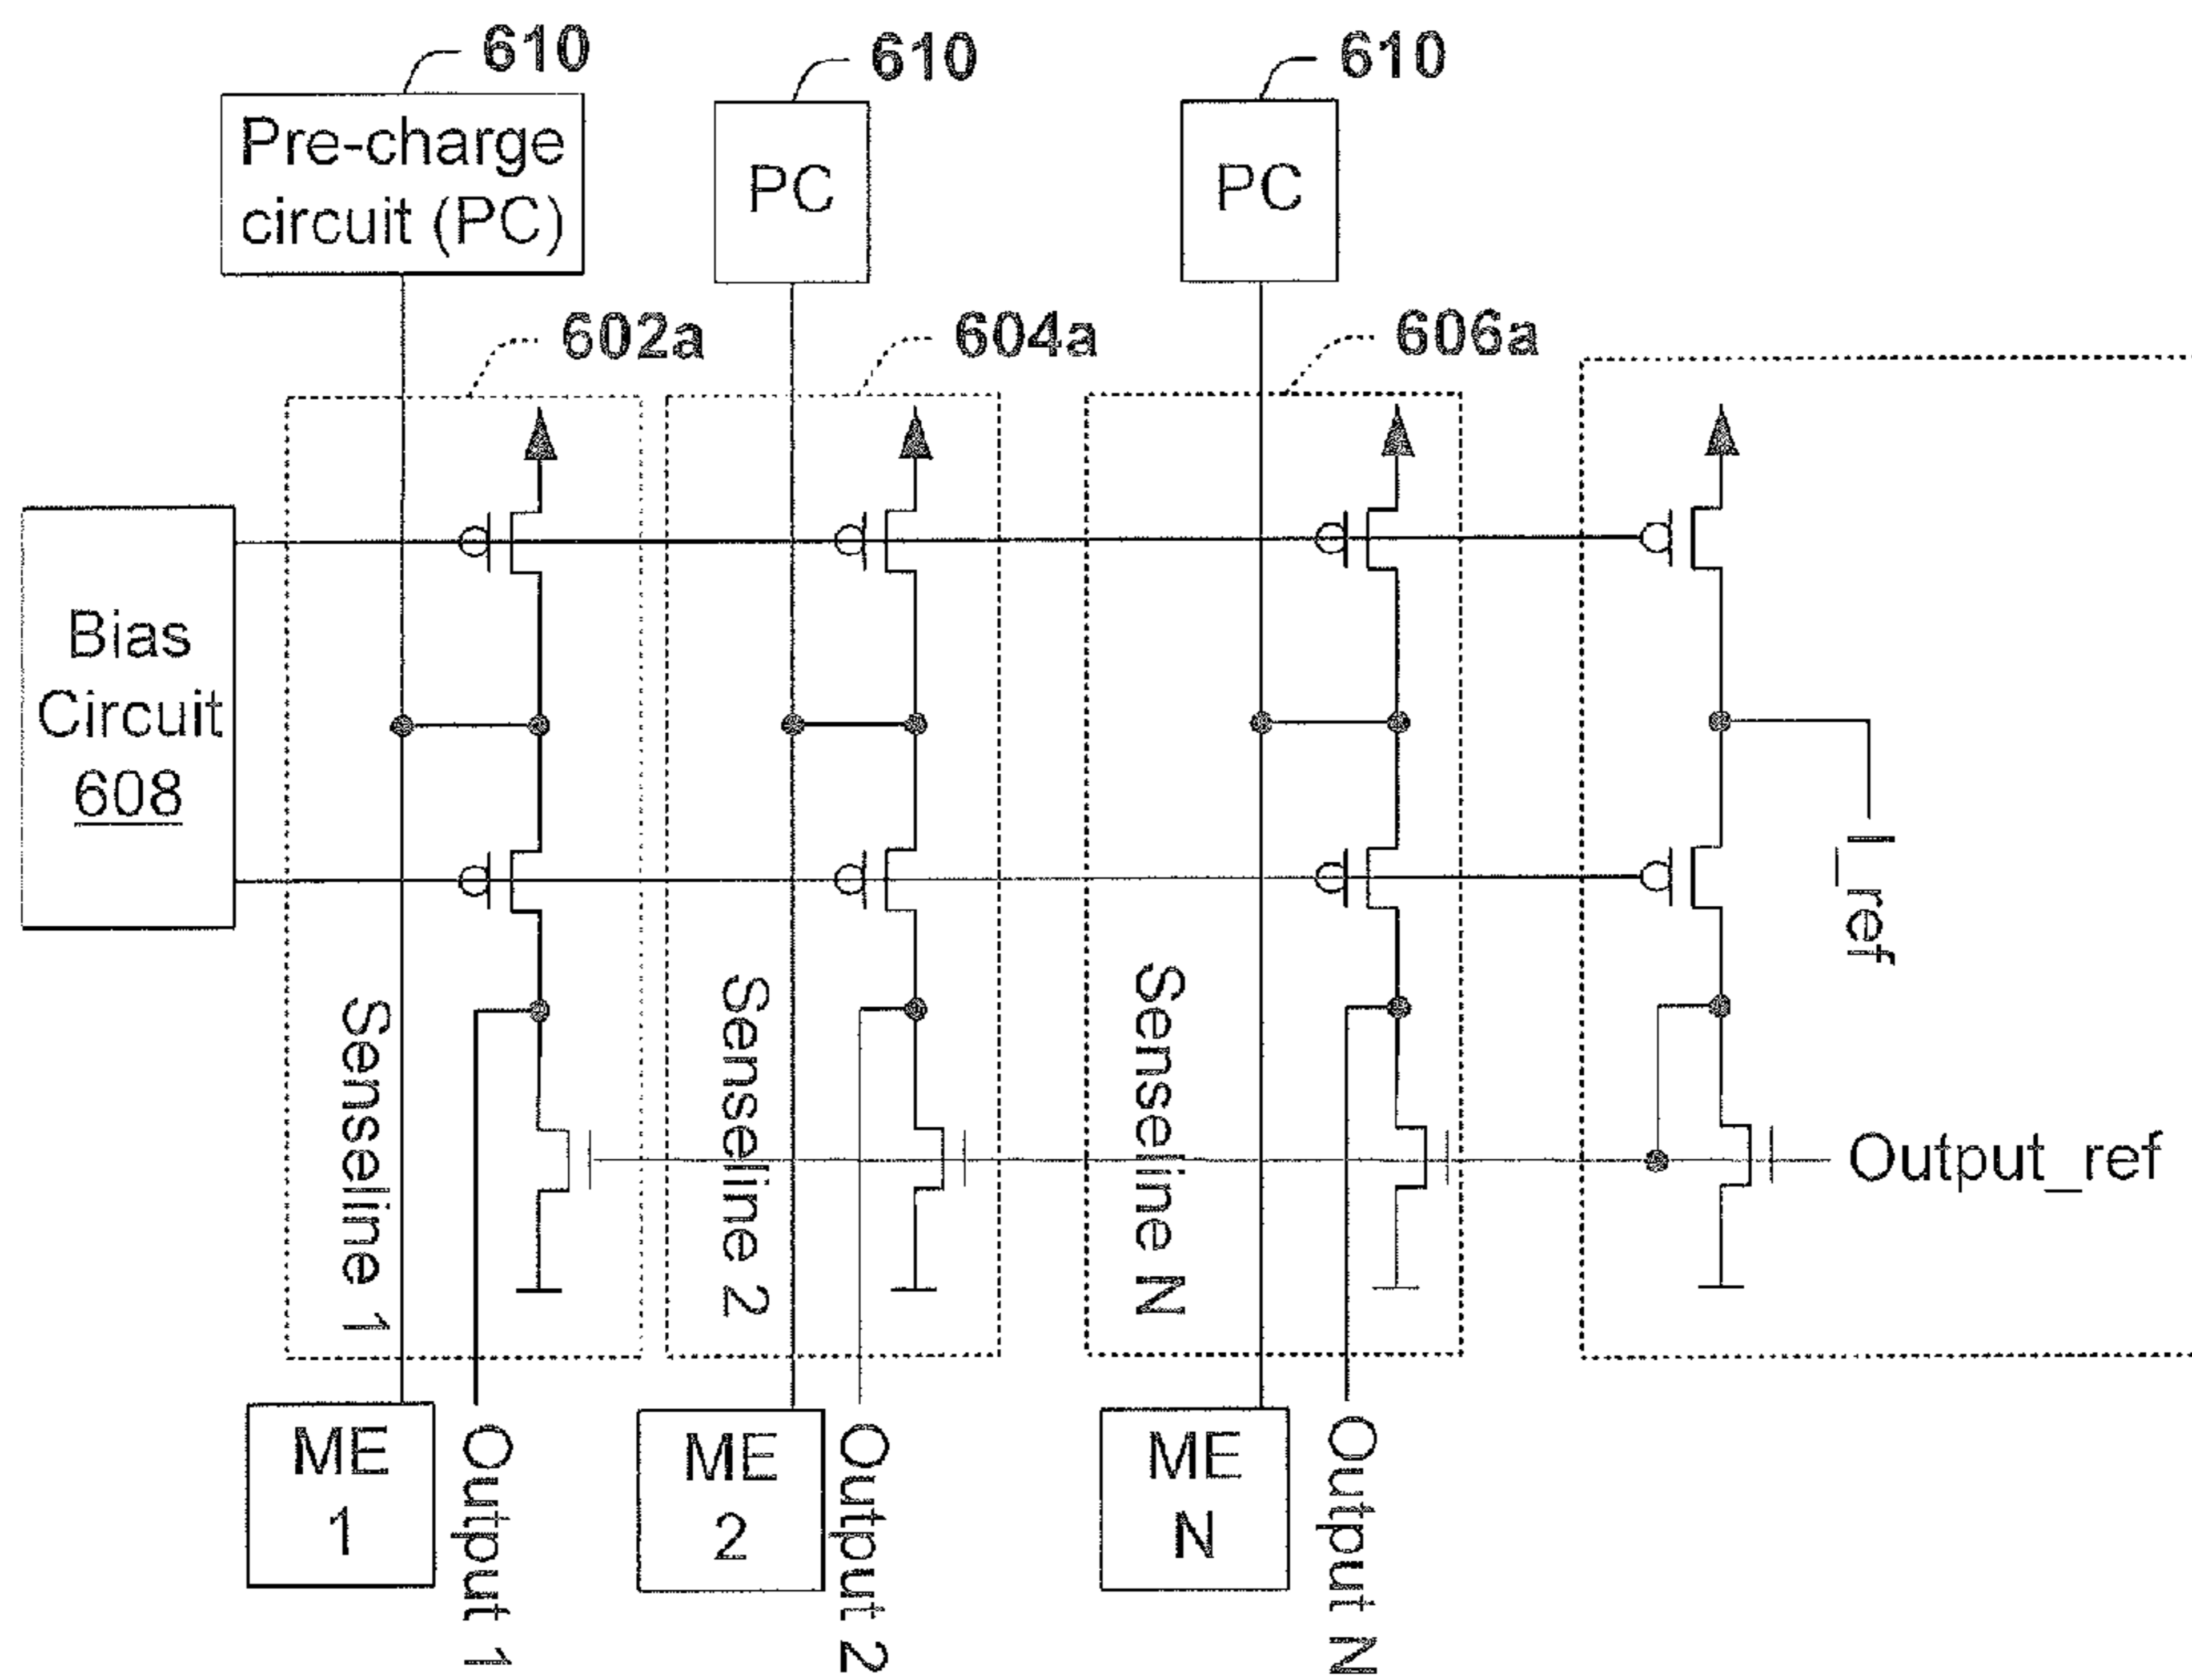 610
610
610
Pre-charge
circuit (PC)
PC
PC
602a
604a
606a
Bias
Circuit
608
I_ref
Senseline 1
Senseline 2
Senseline N
Output_ref
ME
1
Output 1
ME
2
Output 2
ME
N
Output N